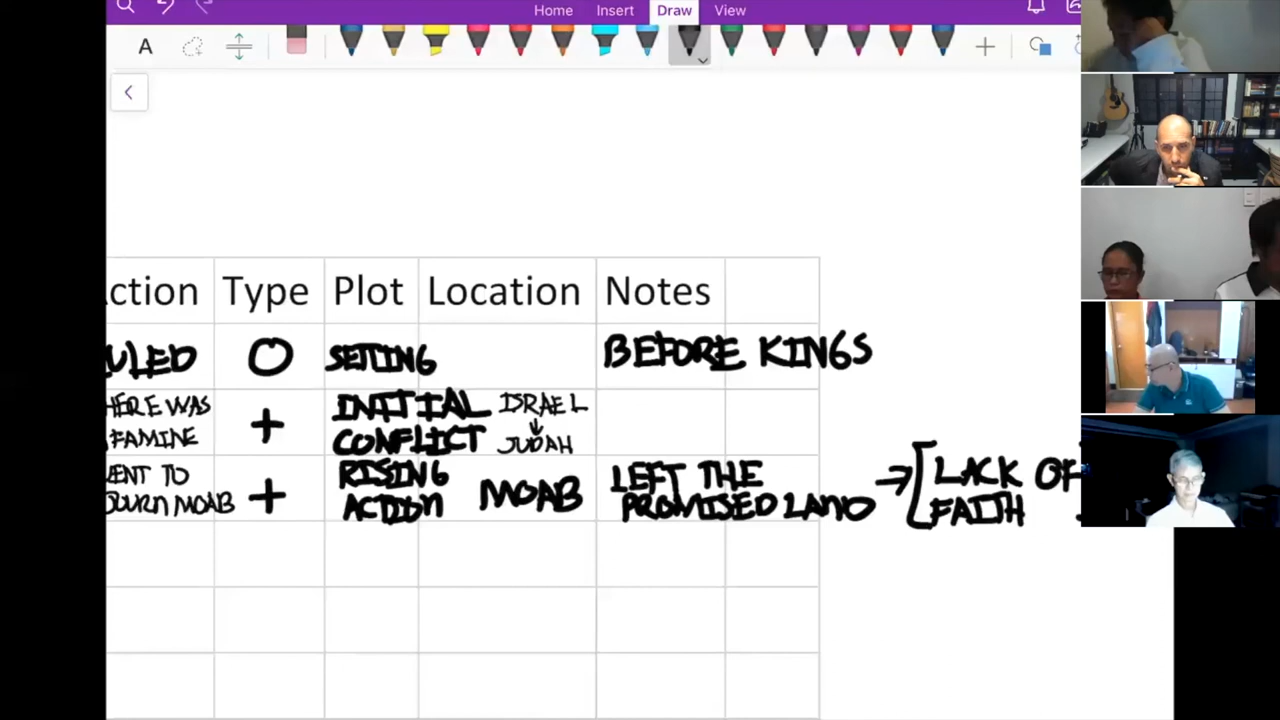 Home Insert Draw View
A
ction Type Plot Location Notes
ULED O SETTING BEFORE KINGS
HERE WAS
FAMINE
+
INITIAL
CONFLICT
ISRAEL
↓
JUDAH
ENT TO
OURN MOAB
+
RISING
ACTION
MOAB
LEFT THE
PROMISED LAND
→ [ LACK OF
FAITH